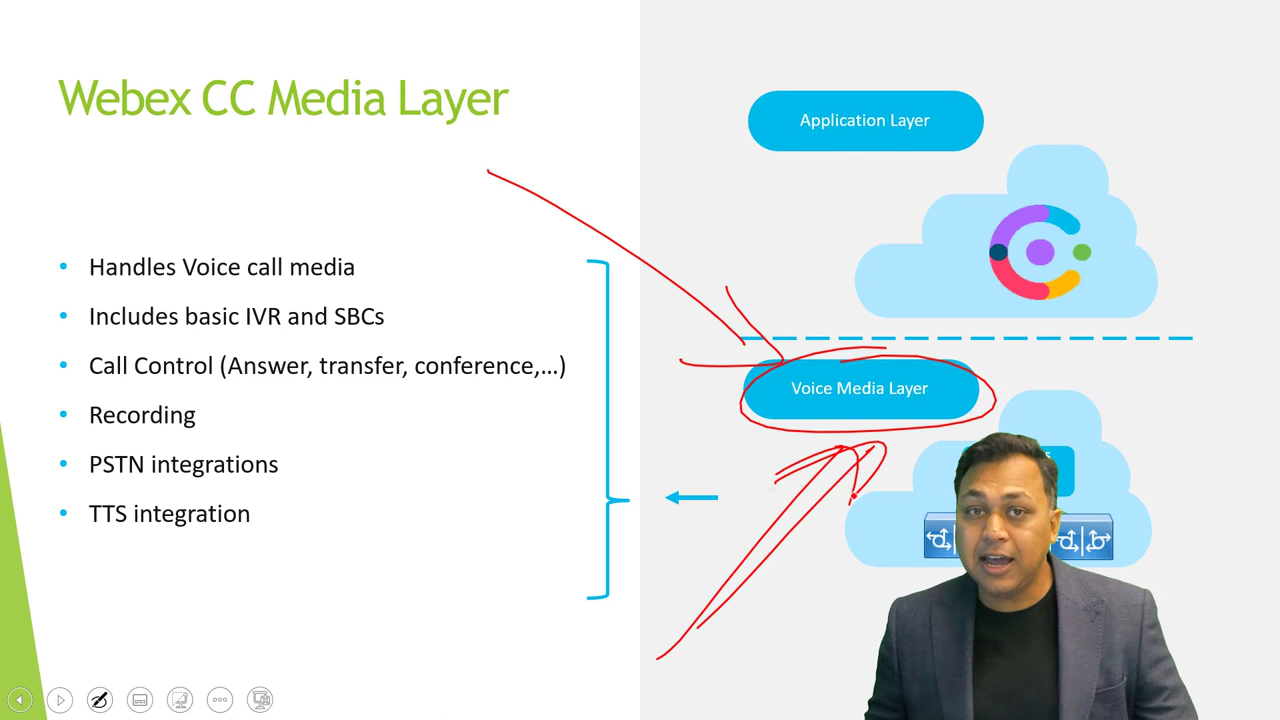 Webex CC Media Layer
• Handles Voice call media
• Includes basic IVR and SBCs
• Call Control (Answer, transfer, conference,...)
• Recording
• PSTN integrations
• TTS integration
Application Layer
Voice Media Layer